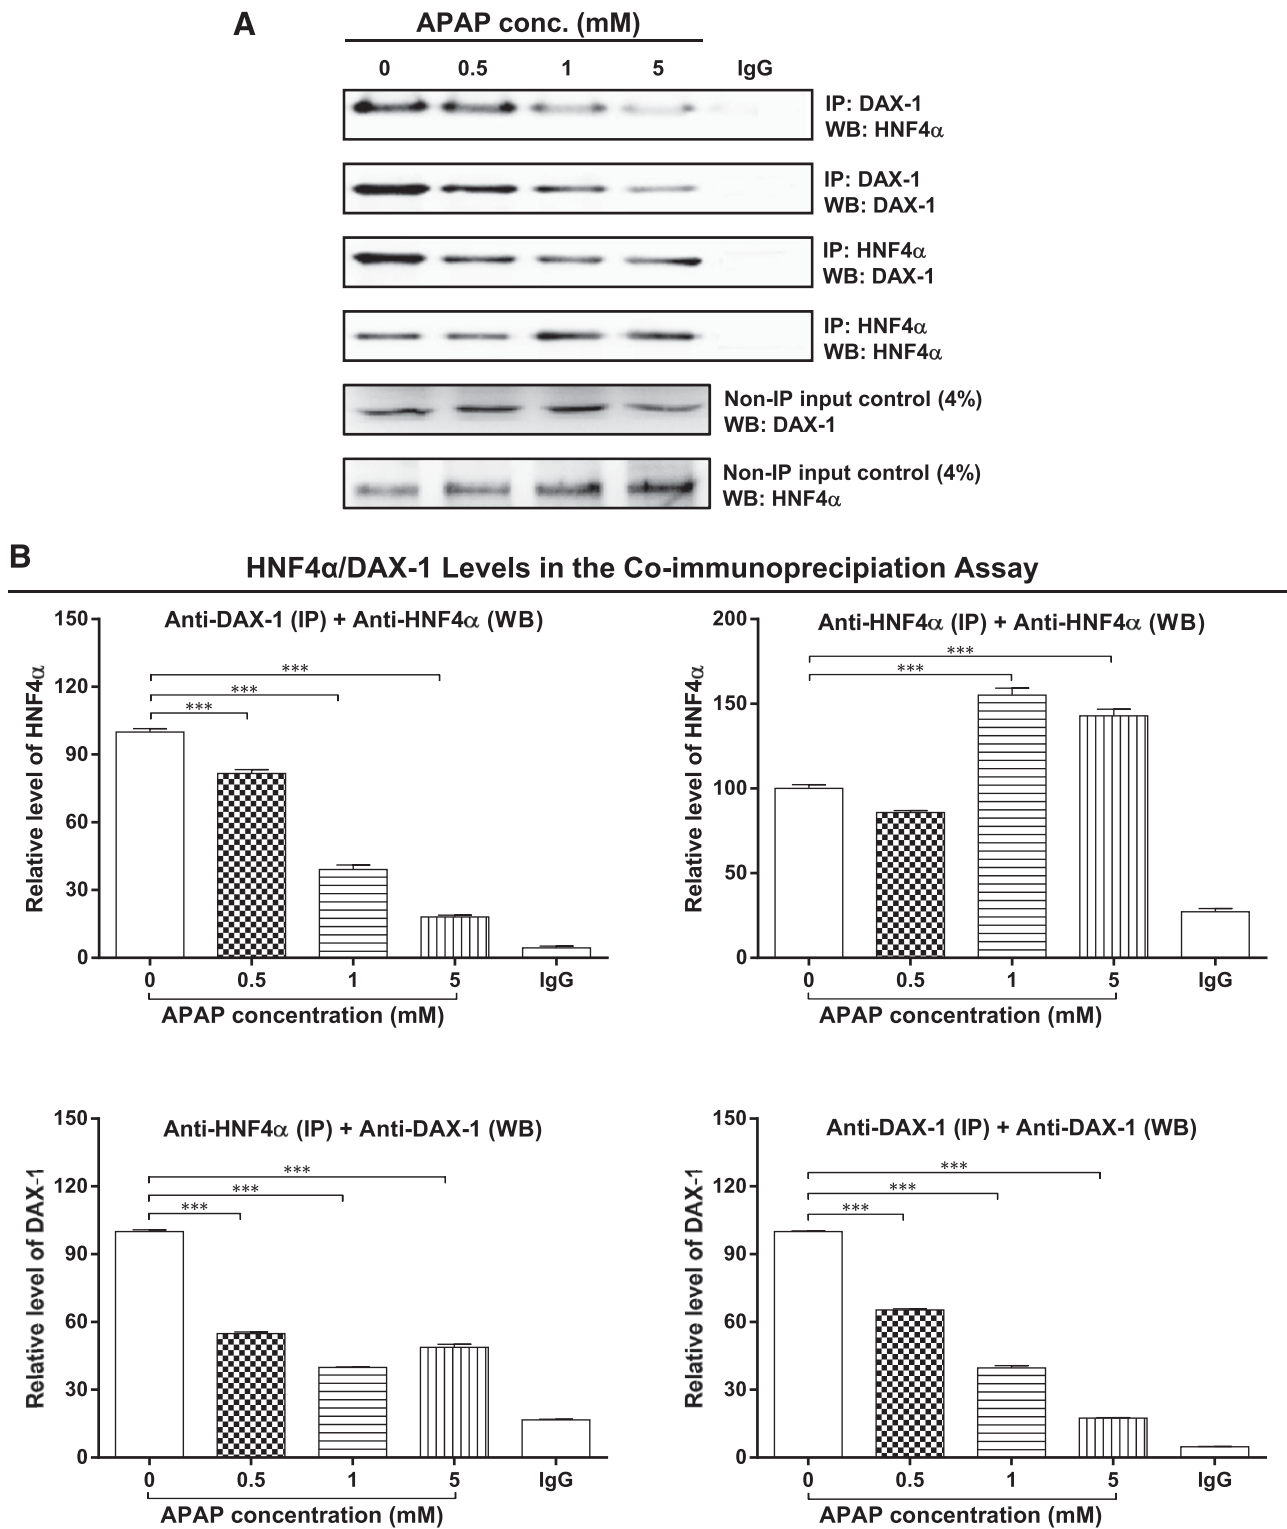 A
APAP conc. (mM)
0 0.5 1 5 IgG
IP: DAX-1
WB: HNF4α
IP: DAX-1
WB: DAX-1
IP: HNF4α
WB: DAX-1
IP: HNF4α
WB: HNF4α
Non-IP input control (4%)
WB: DAX-1
Non-IP input control (4%)
WB: HNF4α
B
HNF4α/DAX-1 Levels in the Co-immunoprecipiation Assay
Anti-DAX-1 (IP) + Anti-HNF4α (WB)
Relative level of HNF4α
150
120
90
60
30
0
***
***
***
0 0.5 1 5 IgG
APAP concentration (mM)
Anti-HNF4α (IP) + Anti-HNF4α (WB)
Relative level of HNF4α
200
150
100
50
0
***
***
0 0.5 1 5 IgG
APAP concentration (mM)
Anti-HNF4α (IP) + Anti-DAX-1 (WB)
Relative level of DAX-1
150
120
90
60
30
0
***
***
***
0 0.5 1 5 IgG
APAP concentration (mM)
Anti-DAX-1 (IP) + Anti-DAX-1 (WB)
Relative level of DAX-1
150
120
90
60
30
0
***
***
***
0 0.5 1 5 IgG
APAP concentration (mM)